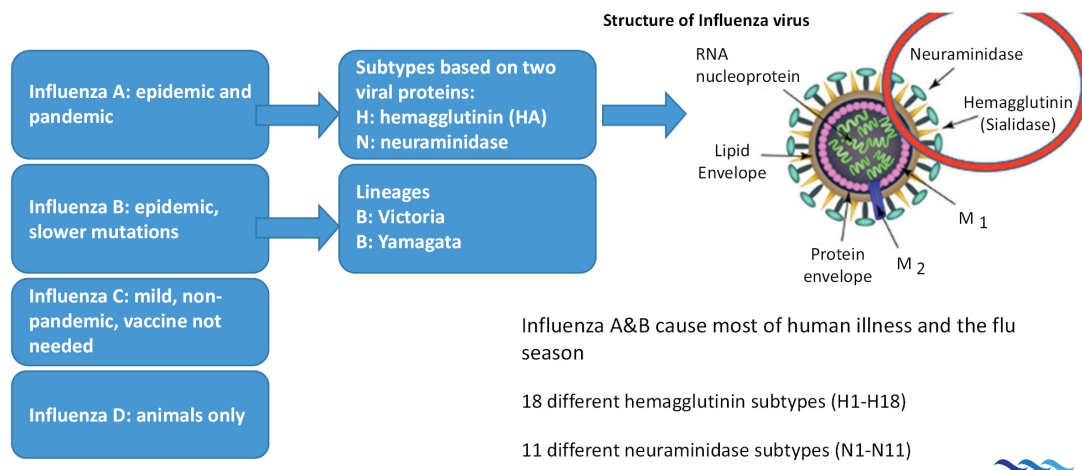 Structure of Influenza virus
Influenza A: epidemic and
pandemic
Subtypes based on two
viral proteins:
H: hemagglutinin (HA)
N: neuraminidase
Influenza B: epidemic,
slower mutations
Lineages
B: Victoria
B: Yamagata
Influenza C: mild, non-
pandemic, vaccine not
needed
Influenza D: animals only
RNA
nucleoprotein
Neuraminidase
Hemagglutinin
(Sialidase)
Lipid
Envelope
M 1
Protein
envelope
M 2
Influenza A&B cause most of human illness and the flu
season
18 different hemagglutinin subtypes (H1-H18)
11 different neuraminidase subtypes (N1-N11)